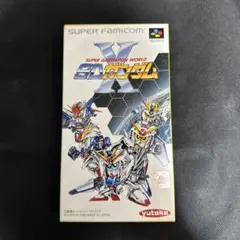 SUPER FAMICOM
SUPER GACHAPON WORLD
SDガンダム
X
yutaka